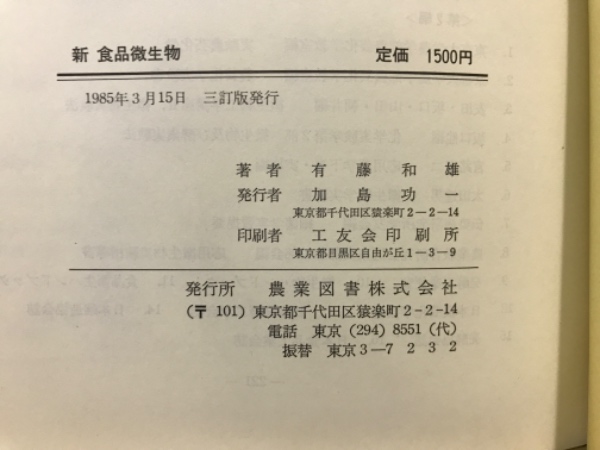 新 食品微生物 定価 1500円
1985年3月15日 三訂版発行
著者 有藤和雄
発行者 加島功一
東京都千代田区猿楽町2－2－14
印刷者 工友会印刷所
東京都目黒区自由が丘1－3－9
発行所 農業図書株式会社
（〒101）東京都千代田区猿楽町2－2－14
電話 東京（294）8551（代）
振替 東京3－7232